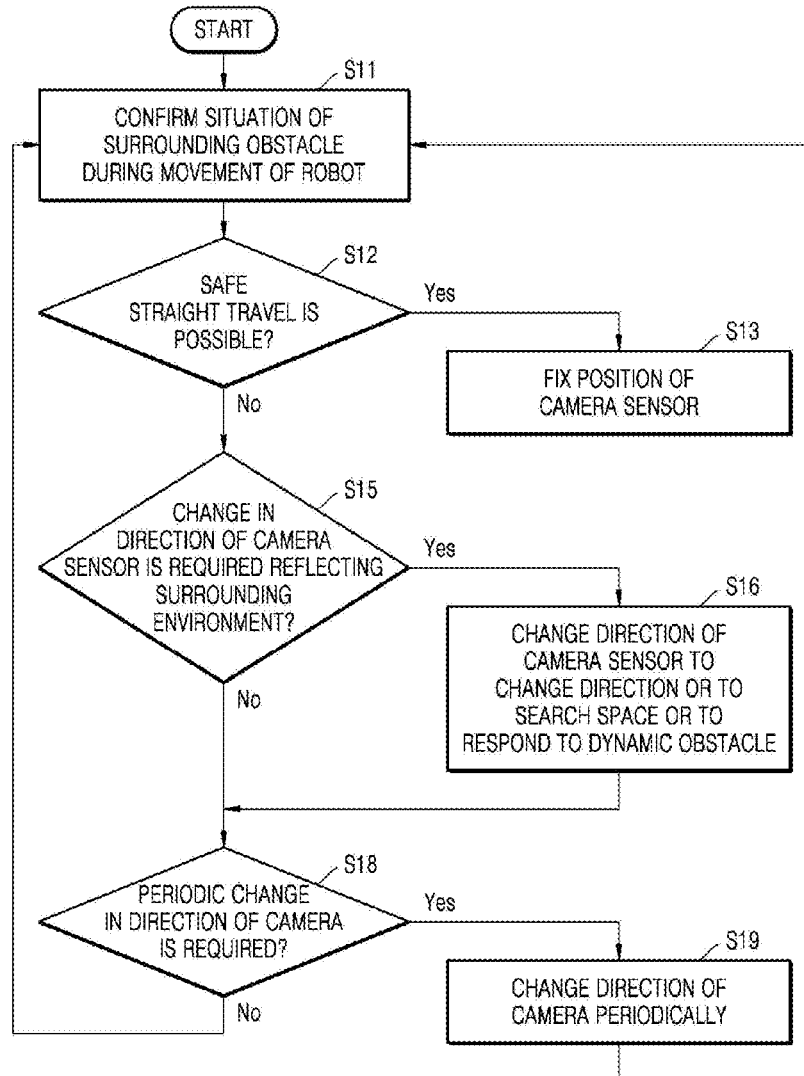 START
S11
CONFIRM SITUATION OF
SURROUNDING OBSTACLE
DURING MOVEMENT OF ROBOT
S12
SAFE
STRAIGHT TRAVEL IS
POSSIBLE?
Yes
S13
FIX POSITION OF
CAMERA SENSOR
No
S15
CHANGE IN
DIRECTION OF CAMERA
SENSOR IS REQUIRED REFLECTING
SURROUNDING
ENVIRONMENT?
Yes
S16
CHANGE DIRECTION OF
CAMERA SENSOR TO
CHANGE DIRECTION OR TO
SEARCH SPACE OR TO
RESPOND TO DYNAMIC OBSTACLE
No
S18
PERIODIC CHANGE
IN DIRECTION OF CAMERA
IS REQUIRED?
Yes
S19
CHANGE DIRECTION OF
CAMERA PERIODICALLY
No